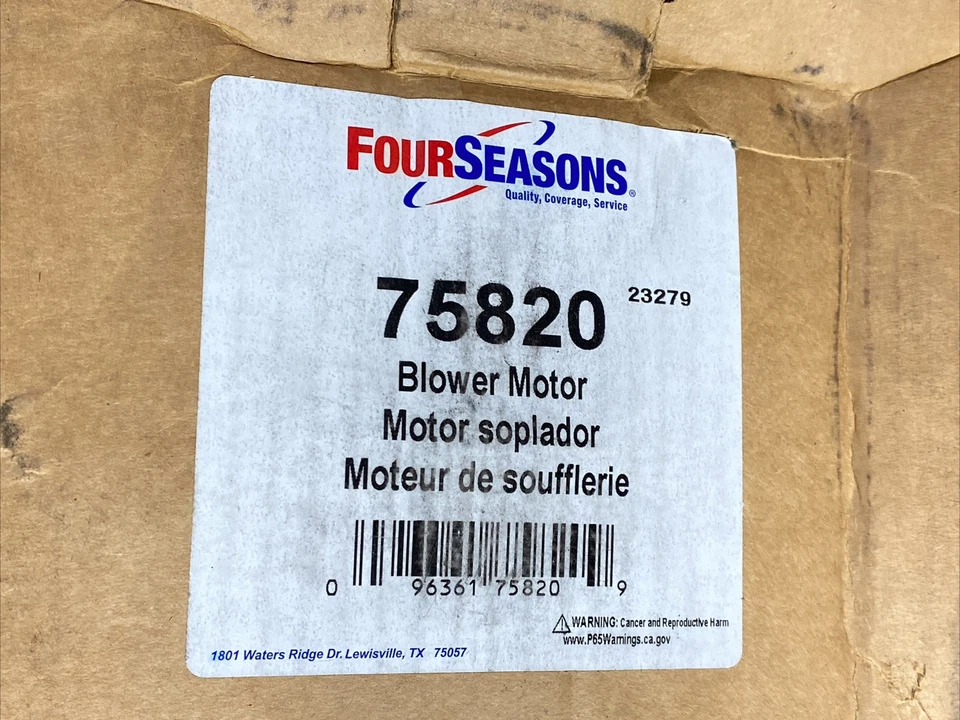 FOURSEASONS®
Quality, Coverage, Service
75820 23279
Blower Motor
Motor soplador
Moteur de soufflerie
0 96361 75820 9
WARNING: Cancer and Reproductive Harm
www.P65Warnings.ca.gov
1801 Waters Ridge Dr. Lewisville, TX 75057